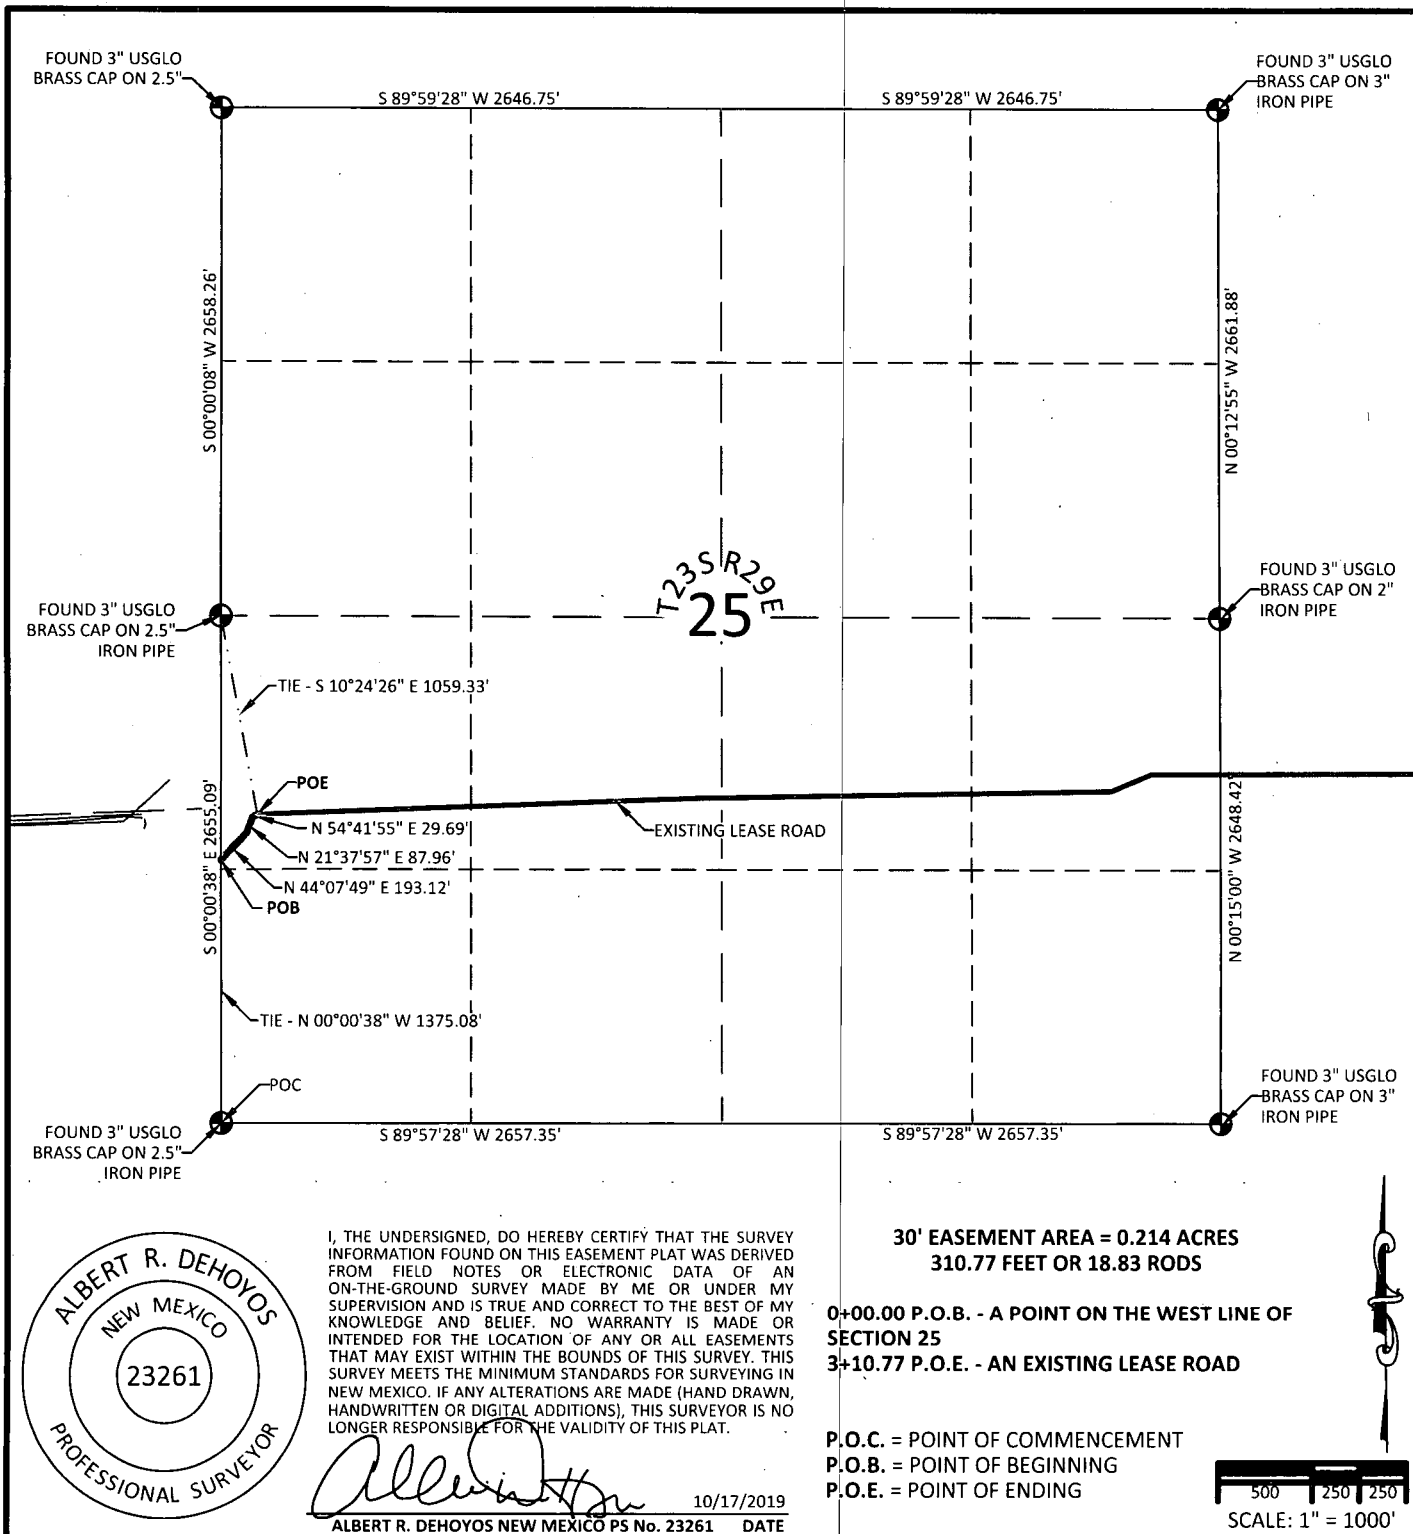 FOUND 3" USGLO
BRASS CAP ON 2.5"
S 89°59'28" W 2646.75'
S 89°59'28" W 2646.75'
FOUND 3" USGLO
BRASS CAP ON 3"
IRON PIPE
S 00°00'08" W 2658.26'
N 00°12'55" W 2661.88'
T23S R29E
25
FOUND 3" USGLO
BRASS CAP ON 2.5"
IRON PIPE
FOUND 3" USGLO
BRASS CAP ON 2"
IRON PIPE
TIE - S 10°24'26" E 1059.33'
POE
N 54°41'55" E 29.69'
EXISTING LEASE ROAD
N 21°37'57" E 87.96'
N 44°07'49" E 193.12'
POB
S 00°00'38" E 2655.09'
N 00°15'00" W 2648.42'
TIE - N 00°00'38" W 1375.08'
POC
FOUND 3" USGLO
BRASS CAP ON 2.5"
IRON PIPE
S 89°57'28" W 2657.35'
S 89°57'28" W 2657.35'
FOUND 3" USGLO
BRASS CAP ON 3"
IRON PIPE
ALBERT R. DEHOYOS
NEW MEXICO
23261
PROFESSIONAL SURVEYOR
I, THE UNDERSIGNED, DO HEREBY CERTIFY THAT THE SURVEY
INFORMATION FOUND ON THIS EASEMENT PLAT WAS DERIVED
FROM FIELD NOTES OR ELECTRONIC DATA OF AN
ON-THE-GROUND SURVEY MADE BY ME OR UNDER MY
SUPERVISION AND IS TRUE AND CORRECT TO THE BEST OF MY
KNOWLEDGE AND BELIEF. NO WARRANTY IS MADE OR
INTENDED FOR THE LOCATION OF ANY OR ALL EASEMENTS
THAT MAY EXIST WITHIN THE BOUNDS OF THIS SURVEY. THIS
SURVEY MEETS THE MINIMUM STANDARDS FOR SURVEYING IN
NEW MEXICO. IF ANY ALTERATIONS ARE MADE (HAND DRAWN,
HANDWRITTEN OR DIGITAL ADDITIONS), THIS SURVEYOR IS NO
LONGER RESPONSIBLE FOR THE VALIDITY OF THIS PLAT.
10/17/2019
ALBERT R. DEHOYOS NEW MEXICO PS No. 23261 DATE
30' EASEMENT AREA = 0.214 ACRES
310.77 FEET OR 18.83 RODS
0+00.00 P.O.B. - A POINT ON THE WEST LINE OF
SECTION 25
3+10.77 P.O.E. - AN EXISTING LEASE ROAD
P.O.C. = POINT OF COMMENCEMENT
P.O.B. = POINT OF BEGINNING
P.O.E. = POINT OF ENDING
500 250 250
SCALE: 1" = 1000'